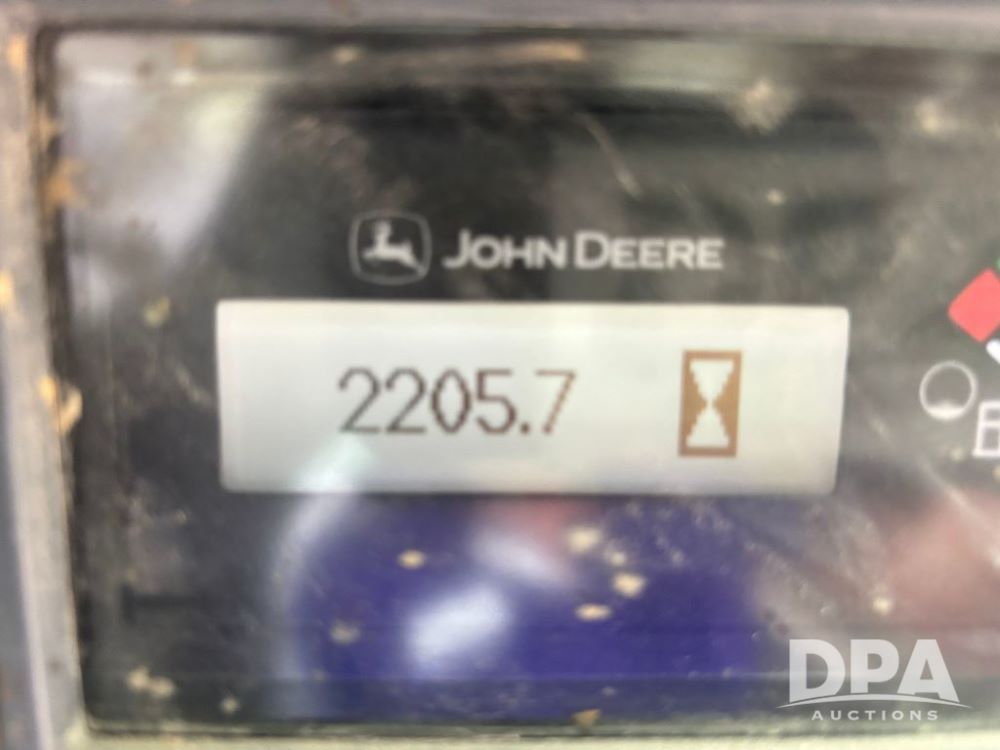 JOHN DEERE
2205.7
DPA
AUCTIONS